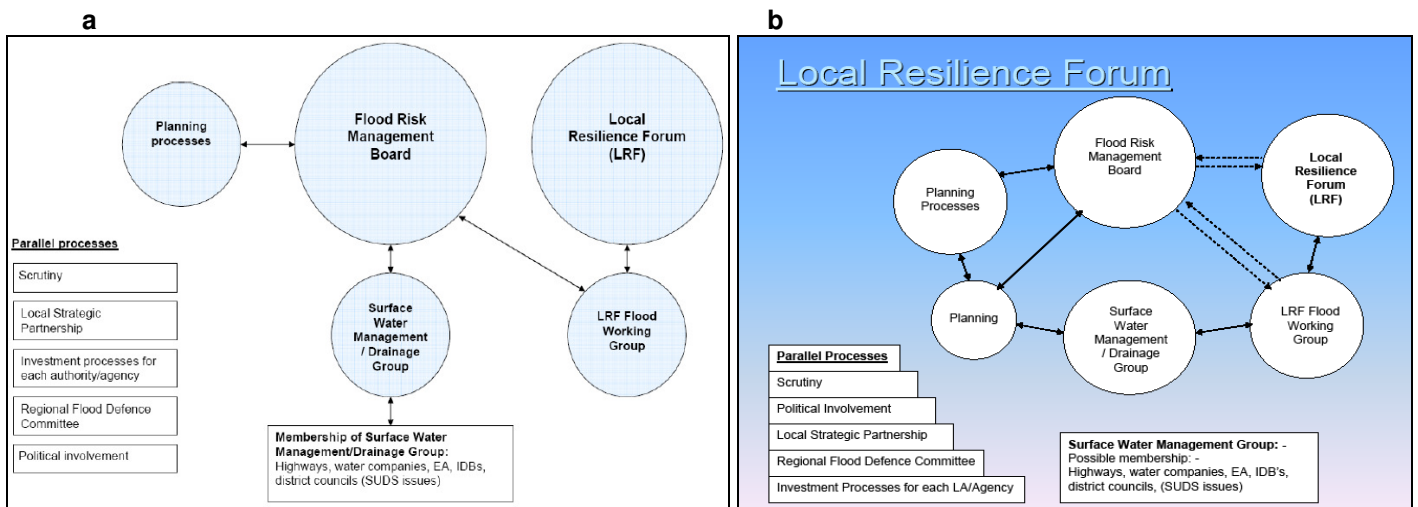 a
Planning
processes
Flood Risk
Management
Board
Local
Resilience Forum
(LRF)
Parallel processes
Scrutiny
Local Strategic
Partnership
Investment processes for
each authority/agency
Regional Flood Defence
Committee
Political involvement
Surface
Water
Management
/ Drainage
Group
LRF Flood
Working
Group
Membership of Surface Water
Management/Drainage Group:
Highways, water companies, EA, IDBs,
district councils (SUDS issues)
b
Local Resilience Forum
Flood Risk
Management
Board
Local
Resilience
Forum
(LRF)
Planning
Processes
Planning
Surface
Water
Management
/ Drainage
Group
LRF Flood
Working
Group
Parallel Processes
Scrutiny
Political Involvement
Local Strategic Partnership
Regional Flood Defence Committee
Investment Processes for each LA/Agency
Surface Water Management Group: -
Possible membership: -
Highways, water companies, EA, IDB's,
district councils, (SUDS issues)